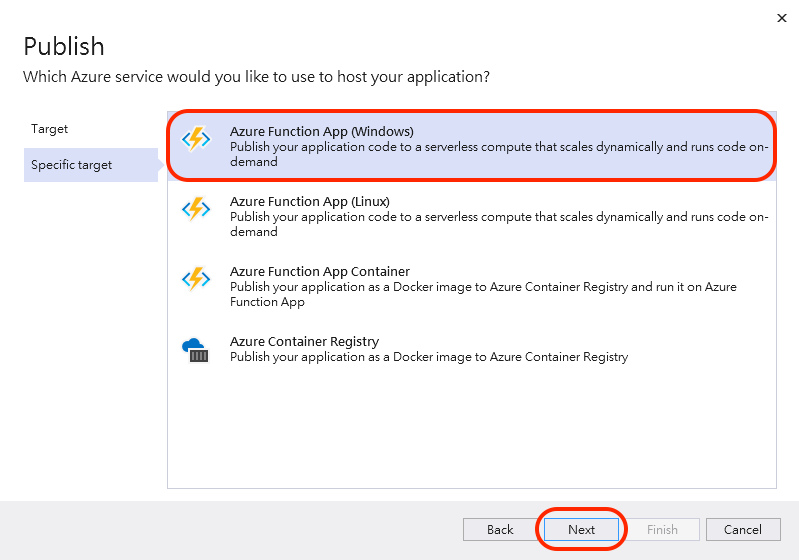 Publish
Which Azure service would you like to use to host your application?
Target
Specific target
Azure Function App (Windows)
Publish your application code to a serverless compute that scales dynamically and runs code on-
demand
Azure Function App (Linux)
Publish your application code to a serverless compute that scales dynamically and runs code on-
demand
Azure Function App Container
Publish your application as a Docker image to Azure Container Registry and run it on Azure
Function App
Azure Container Registry
Publish your application as a Docker image to Azure Container Registry
Back
Next
Finish
Cancel